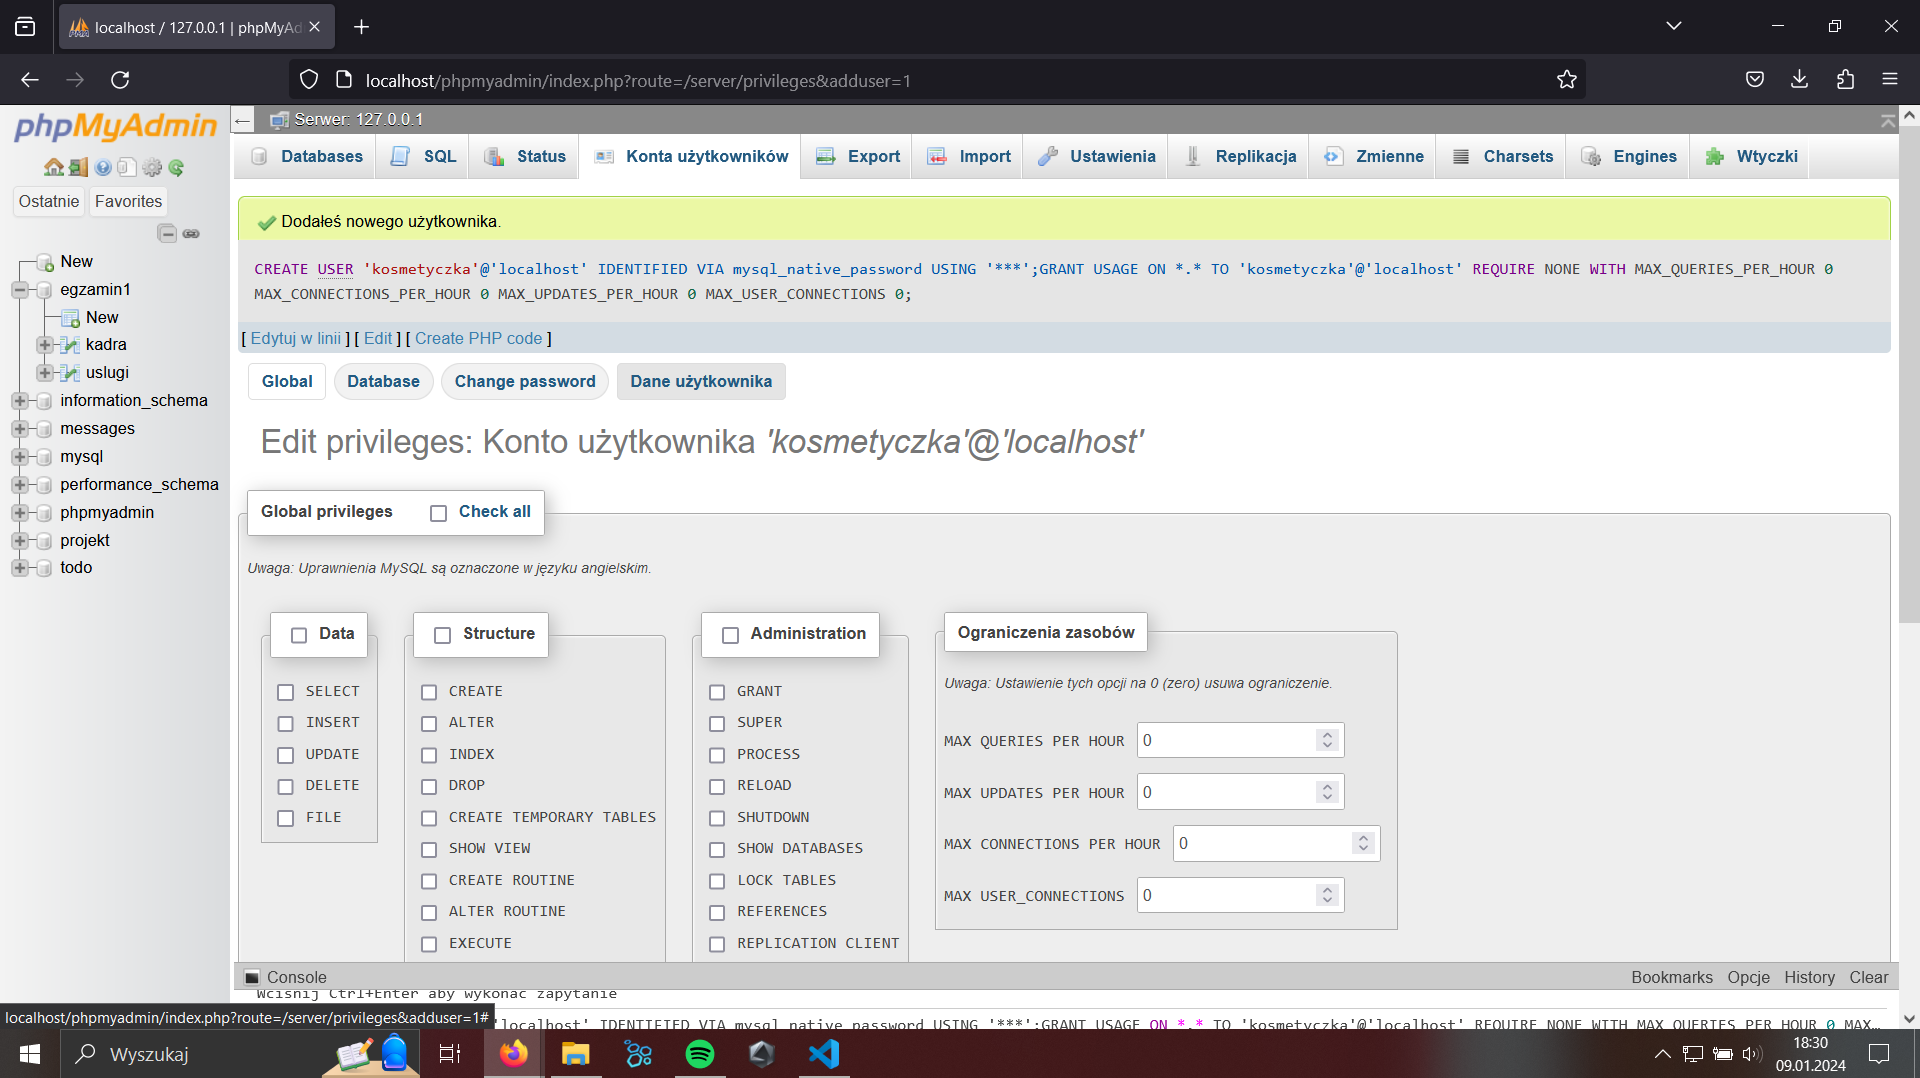 localhost / 127.0.0.1 | phpMyAd
localhost/phpmyadmin/index.php?route=/server/privileges&adduser=1
phpMyAdmin
Ostatnie Favorites
New
egzamin1
New
kadra
uslugi
information_schema
messages
mysql
performance_schema
phpmyadmin
projekt
todo
Serwer: 127.0.0.1
Databases SQL Status Konta użytkowników Export Import Ustawienia Replikacja Zmienne Charsets Engines Wtyczki
Dodałeś nowego użytkownika.
CREATE USER 'kosmetyczka'@'localhost' IDENTIFIED VIA mysql_native_password USING '***';GRANT USAGE ON *.* TO 'kosmetyczka'@'localhost' REQUIRE NONE WITH MAX_QUERIES_PER_HOUR 0
MAX_CONNECTIONS_PER_HOUR 0 MAX_UPDATES_PER_HOUR 0 MAX_USER_CONNECTIONS 0;
[ Edytuj w linii ] [ Edit ] [ Create PHP code ]
Global Database Change password Dane użytkownika
Edit privileges: Konto użytkownika 'kosmetyczka'@'localhost'
Global privileges Check all
Uwaga: Uprawnienia MySQL są oznaczone w języku angielskim.
Data
SELECT
INSERT
UPDATE
DELETE
FILE
Structure
CREATE
ALTER
INDEX
DROP
CREATE TEMPORARY TABLES
SHOW VIEW
CREATE ROUTINE
ALTER ROUTINE
EXECUTE
Administration
GRANT
SUPER
PROCESS
RELOAD
SHUTDOWN
SHOW DATABASES
LOCK TABLES
REFERENCES
REPLICATION CLIENT
Ograniczenia zasobów
Uwaga: Ustawienie tych opcji na 0 (zero) usuwa ograniczenie.
MAX QUERIES PER HOUR 0
MAX UPDATES PER HOUR 0
MAX CONNECTIONS PER HOUR 0
MAX USER_CONNECTIONS 0
Console Bookmarks Opcje History Clear
Wciśnij Ctrl+Enter aby wykonać zapytanie
localhost/phpmyadmin/index.php?route=/server/privileges&adduser=1#
'localhost' IDENTIFIED VIA mysql_native_password USING '***';GRANT USAGE ON *.* TO 'kosmetyczka'@'localhost' REQUIRE NONE WITH MAX_QUERIES_PER_HOUR 0 MAX...
Wyszukaj
18:30
09.01.2024